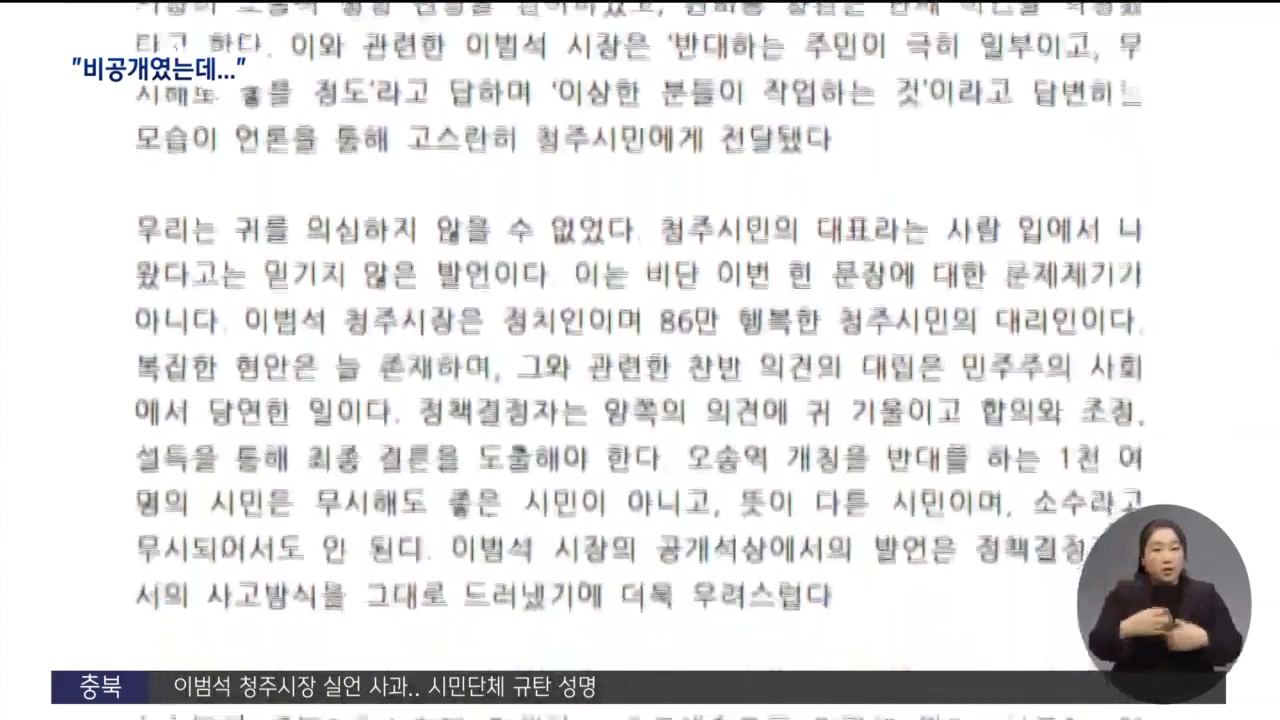 "비공개였는데..."
타고 한다. 이와 관련한 이범석 시장은 '반대하는 주민이 극히 일부이고, 무
시해도 좋을 정도'라고 답하며 '이상한 분들이 작업하는 것'이라고 답변하는
모습이 언론을 통해 고스란히 청주시민에게 전달됐다
우리는 귀를 의심하지 않을 수 없었다. 청주시민의 대표라는 사람 입에서 나
왔다고는 믿기지 않은 발언이다. 이는 비단 이번 한 문장에 대한 문제제기가
아니다. 이범석 청주시장은 정치인이며 86만 행복한 청주시민의 대리인이다.
복잡한 현안은 늘 존재하며, 그와 관련한 찬반 의견의 대립은 민주주의 사회
에서 당연한 일이다. 정책결정자는 양쪽의 의견에 귀 기울이고 합의와 조정,
설득을 통해 최종 결론을 도출해야 한다. 오송역 개칭을 반대를 하는 1천 여
명의 시민은 무시해도 좋은 시민이 아니고, 뜻이 다른 시민이며, 소수라고
무시되어서도 안 된다. 이범석 시장의 공개석상에서의 발언은
서의 사고방식을 그대로 드러냈기에 더욱 우려스럽다
충북 이범석 청주시장 실언 사과.. 시민단체 규탄 성명